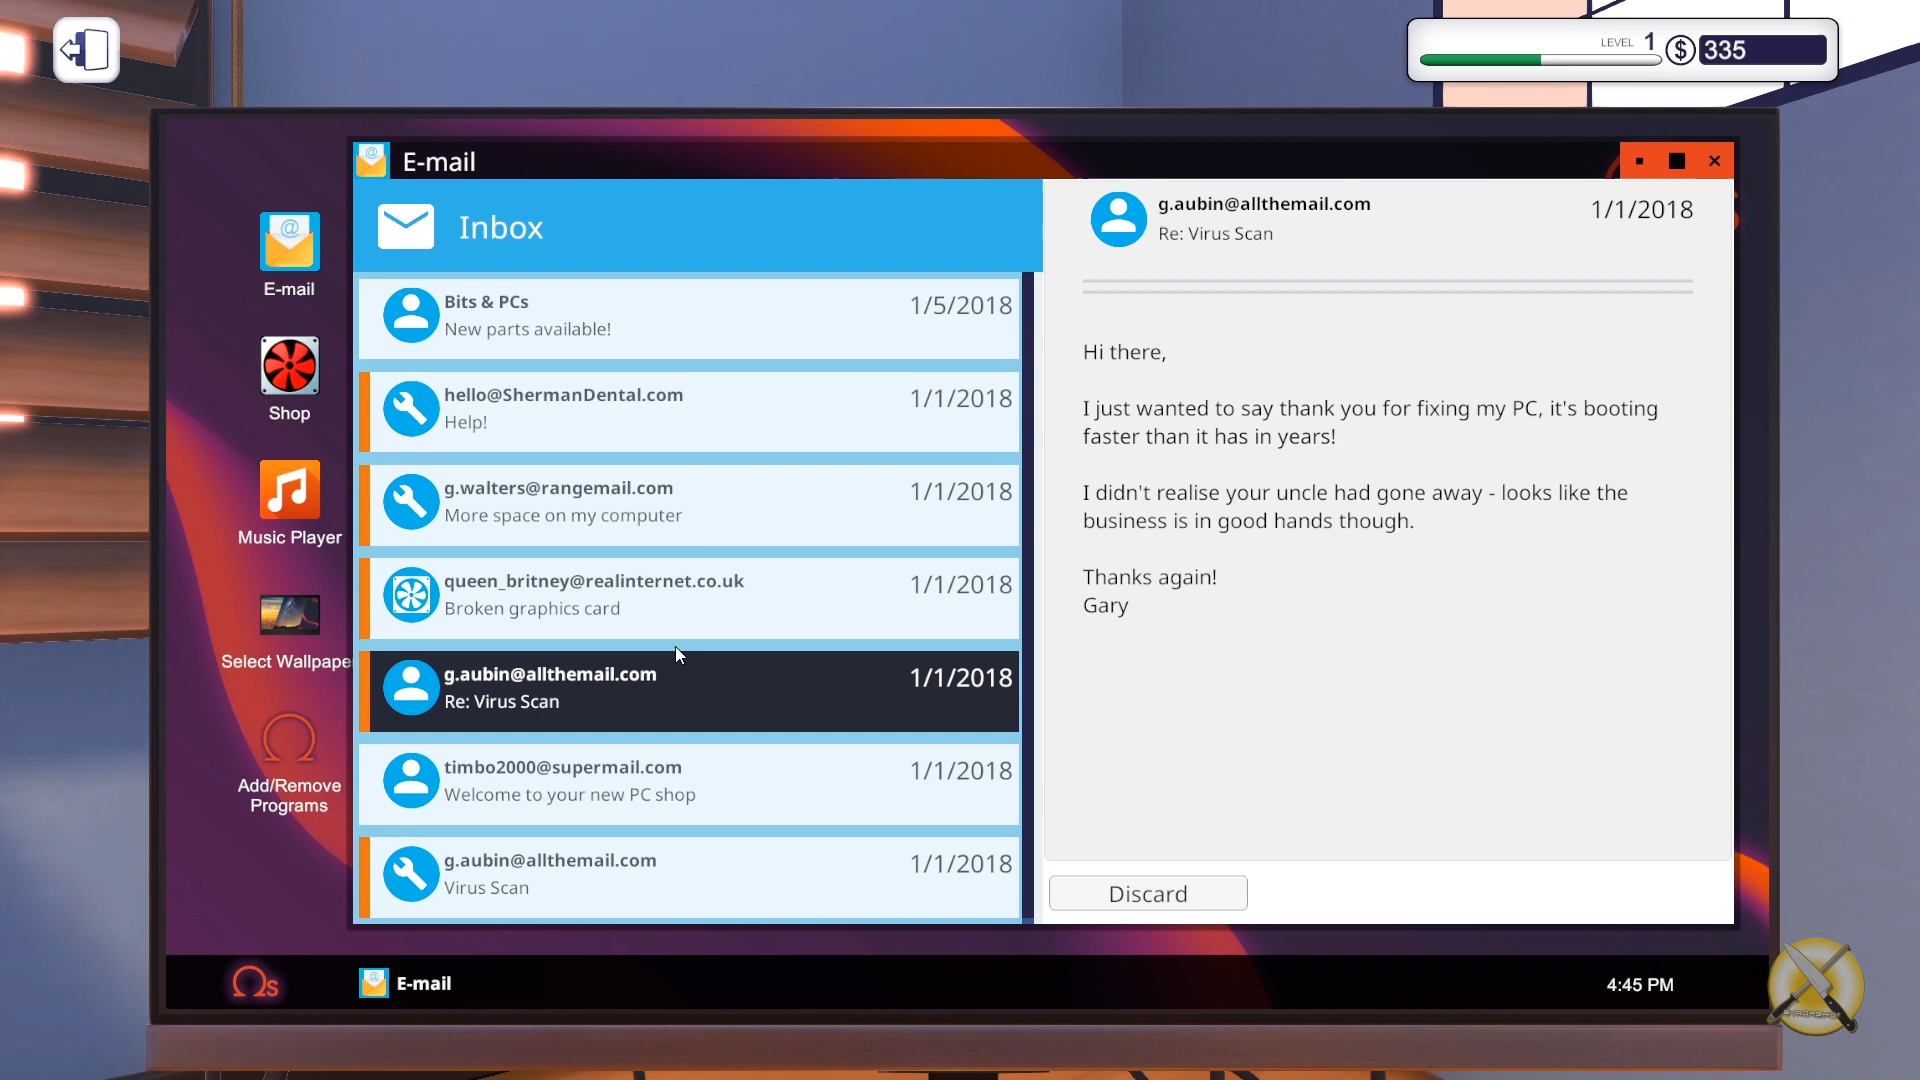 LEVEL 1
$ 335
E-mail
Inbox
Bits & PCs
1/5/2018
New parts available!
hello@ShermanDental.com
1/1/2018
Help!
g.walters@rangemail.com
1/1/2018
More space on my computer
queen_britney@realinternet.co.uk
1/1/2018
Broken graphics card
g.aubin@allthemail.com
1/1/2018
Re: Virus Scan
timbo2000@supermail.com
1/1/2018
Welcome to your new PC shop
g.aubin@allthemail.com
1/1/2018
Virus Scan
g.aubin@allthemail.com
1/1/2018
Re: Virus Scan
Hi there,
I just wanted to say thank you for fixing my PC, it's booting
faster than it has in years!
I didn't realise your uncle had gone away - looks like the
business is in good hands though.
Thanks again!
Gary
Discard
E-mail
Shop
Music Player
Select Wallpape
Add/Remove
Programs
Ωs
E-mail
4:45 PM